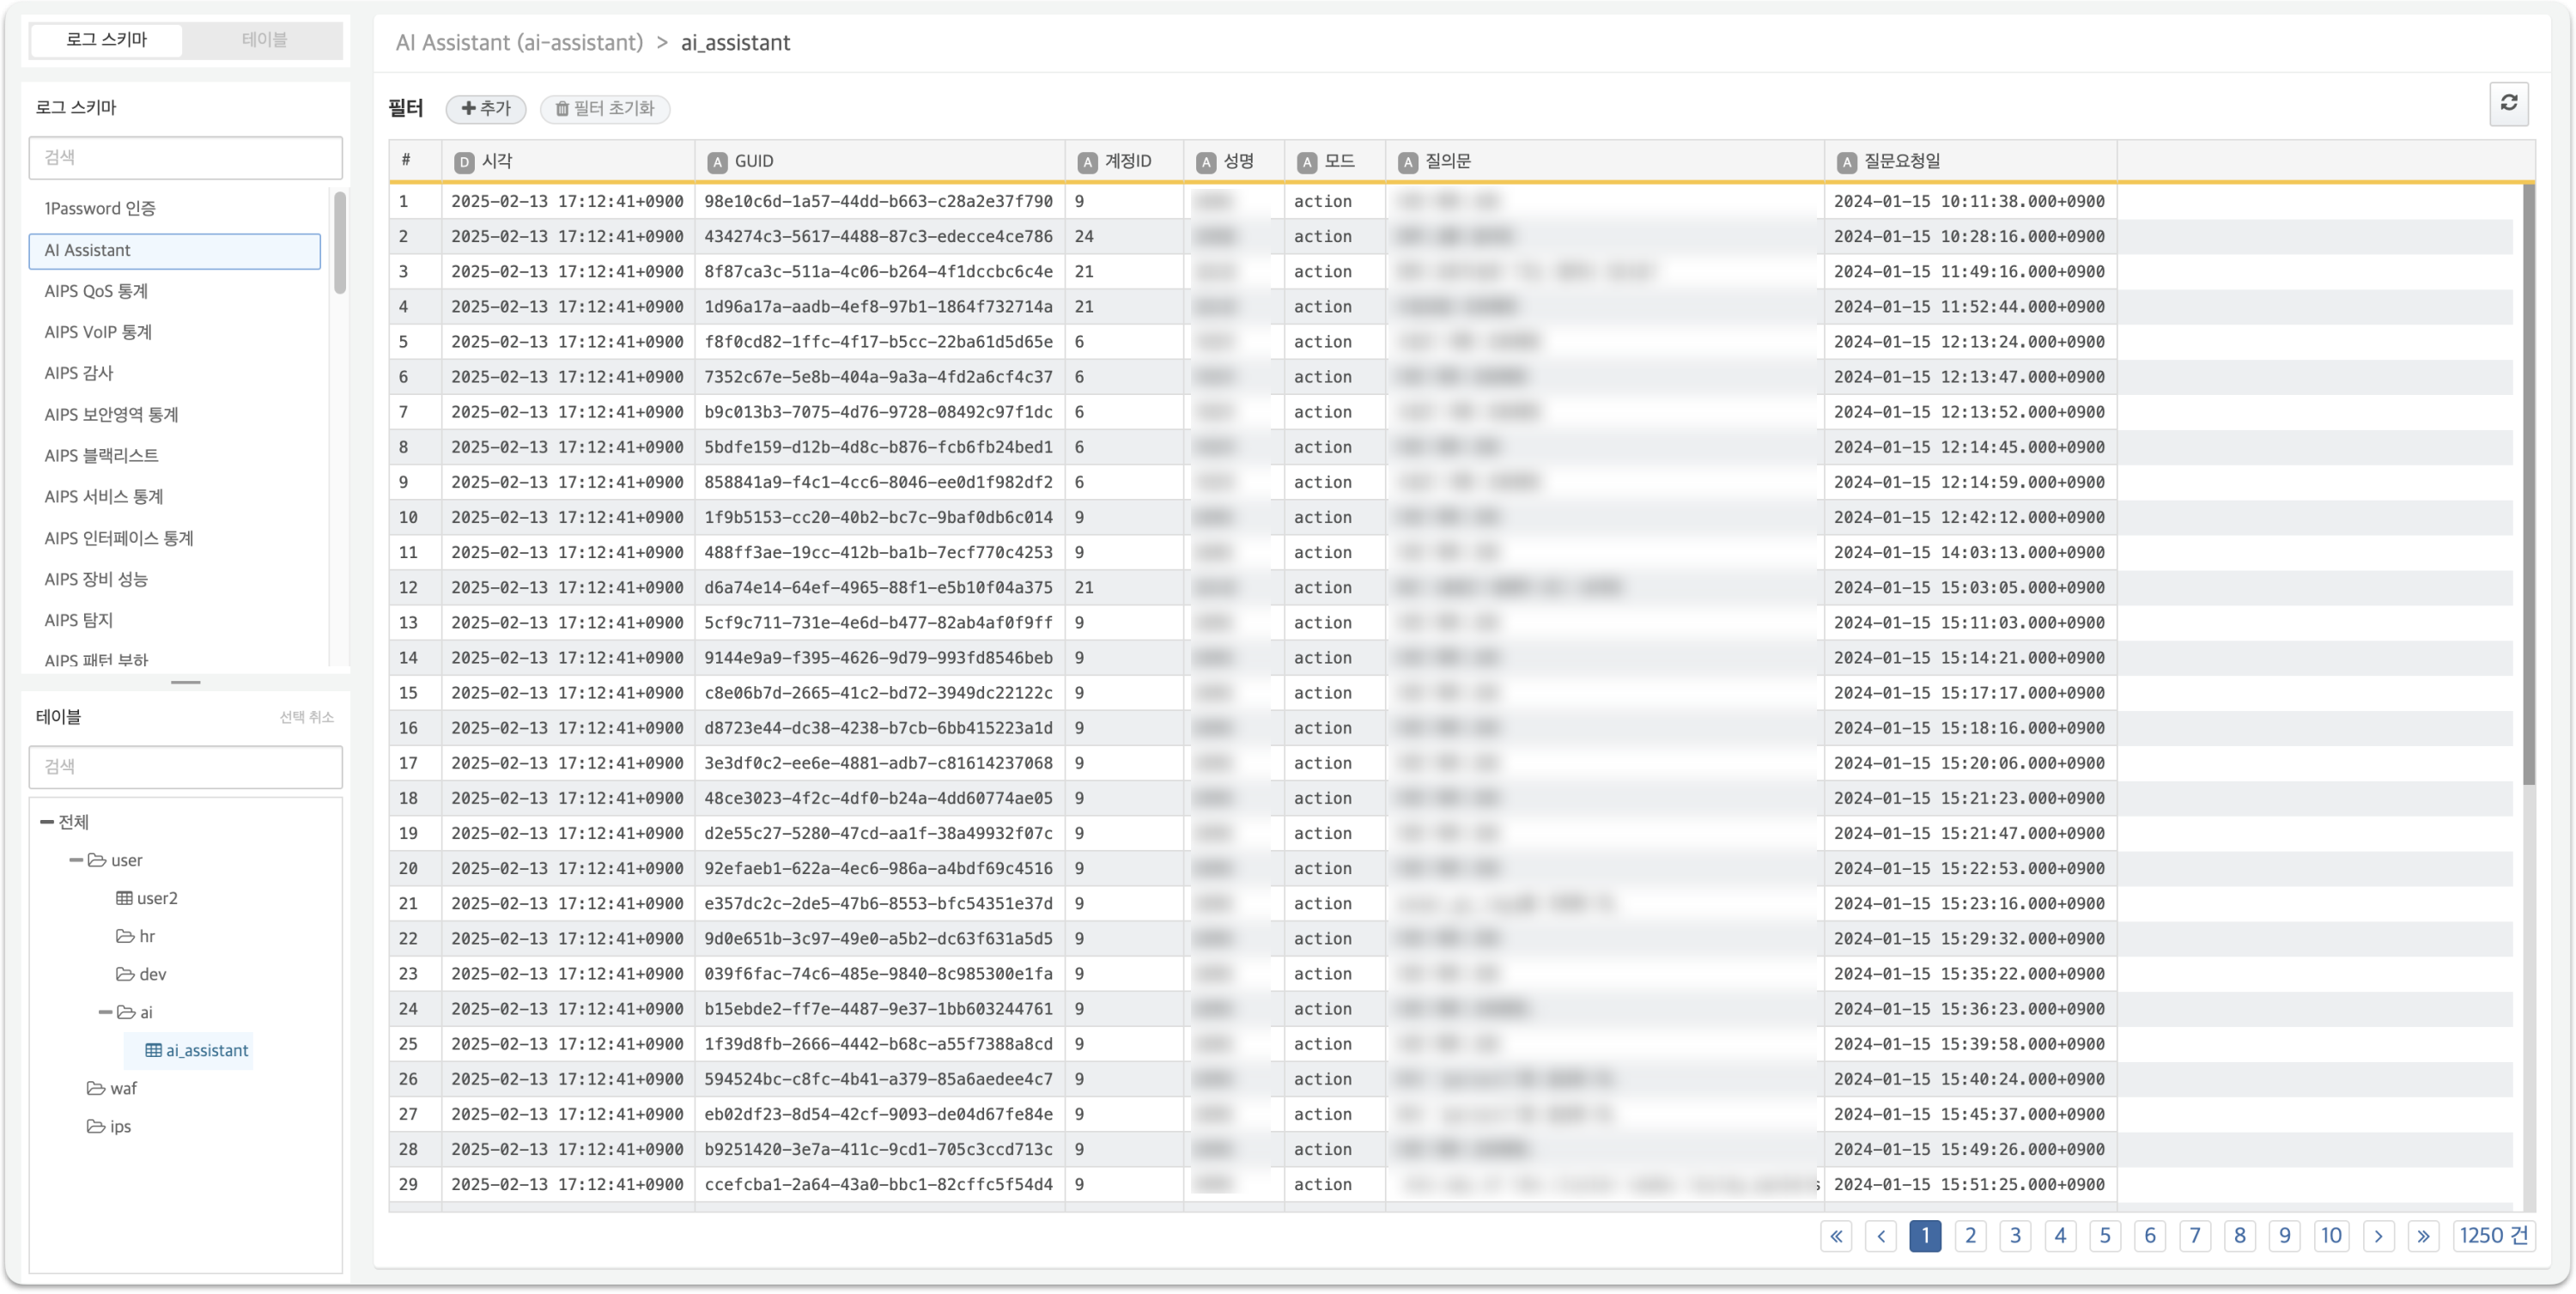 로그 스키마 테이블
로그 스키마
검색
1Password 인증
AI Assistant
AIPS QoS 통계
AIPS VoIP 통계
AIPS 감사
AIPS 보안영역 통계
AIPS 블랙리스트
AIPS 서비스 통계
AIPS 인터페이스 통계
AIPS 장비 성능
AIPS 탐지
AIPS 패턴 부하
테이블 선택 취소
검색
전체
user
user2
hr
dev
ai
ai_assistant
waf
ips
AI Assistant (ai-assistant) > ai_assistant
필터 추가 필터 초기화
# D 시각 A GUID A 계정ID A 성명 A 모드 A 질의문 A 질문요청일
1 2025-02-13 17:12:41+0900 98e10c6d-1a57-44dd-b663-c28a2e37f790 9 action 2024-01-15 10:11:38.000+0900
2 2025-02-13 17:12:41+0900 434274c3-5617-4488-87c3-edecce4ce786 24 action 2024-01-15 10:28:16.000+0900
3 2025-02-13 17:12:41+0900 8f87ca3c-511a-4c06-b264-4f1dccbc6c4e 21 action 2024-01-15 11:49:16.000+0900
4 2025-02-13 17:12:41+0900 1d96a17a-aadb-4ef8-97b1-1864f732714a 21 action 2024-01-15 11:52:44.000+0900
5 2025-02-13 17:12:41+0900 f8f0cd82-1ffc-4f17-b5cc-22ba61d5d65e 6 action 2024-01-15 12:13:24.000+0900
6 2025-02-13 17:12:41+0900 7352c67e-5e8b-404a-9a3a-4fd2a6cf4c37 6 action 2024-01-15 12:13:47.000+0900
7 2025-02-13 17:12:41+0900 b9c013b3-7075-4d76-9728-08492c97f1dc 6 action 2024-01-15 12:13:52.000+0900
8 2025-02-13 17:12:41+0900 5bdfe159-d12b-4d8c-b876-fcb6fb24bed1 6 action 2024-01-15 12:14:45.000+0900
9 2025-02-13 17:12:41+0900 858841a9-f4c1-4cc6-8046-ee0d1f982df2 6 action 2024-01-15 12:14:59.000+0900
10 2025-02-13 17:12:41+0900 1f9b5153-cc20-40b2-bc7c-9baf0db6c014 9 action 2024-01-15 12:42:12.000+0900
11 2025-02-13 17:12:41+0900 488ff3ae-19cc-412b-ba1b-7ecf770c4253 9 action 2024-01-15 14:03:13.000+0900
12 2025-02-13 17:12:41+0900 d6a74e14-64ef-4965-88f1-e5b10f04a375 21 action 2024-01-15 15:03:05.000+0900
13 2025-02-13 17:12:41+0900 5cf9c711-731e-4e6d-b477-82ab4af0f9ff 9 action 2024-01-15 15:11:03.000+0900
14 2025-02-13 17:12:41+0900 9144e9a9-f395-4626-9d79-993fd8546beb 9 action 2024-01-15 15:14:21.000+0900
15 2025-02-13 17:12:41+0900 c8e06b7d-2665-41c2-bd72-3949dc22122c 9 action 2024-01-15 15:17:17.000+0900
16 2025-02-13 17:12:41+0900 d8723e44-dc38-4238-b7cb-6bb415223a1d 9 action 2024-01-15 15:18:16.000+0900
17 2025-02-13 17:12:41+0900 3e3df0c2-ee6e-4881-adb7-c81614237068 9 action 2024-01-15 15:20:06.000+0900
18 2025-02-13 17:12:41+0900 48ce3023-4f2c-4df0-b24a-4dd60774ae05 9 action 2024-01-15 15:21:23.000+0900
19 2025-02-13 17:12:41+0900 d2e55c27-5280-47cd-aa1f-38a49932f07c 9 action 2024-01-15 15:21:47.000+0900
20 2025-02-13 17:12:41+0900 92efaeb1-622a-4ec6-986a-a4bdf69c4516 9 action 2024-01-15 15:22:53.000+0900
21 2025-02-13 17:12:41+0900 e357dc2c-2de5-47b6-8553-bfc54351e37d 9 action 2024-01-15 15:23:16.000+0900
22 2025-02-13 17:12:41+0900 9d0e651b-3c97-49e0-a5b2-dc63f631a5d5 9 action 2024-01-15 15:29:32.000+0900
23 2025-02-13 17:12:41+0900 039f6fac-74c6-485e-9840-8c985300e1fa 9 action 2024-01-15 15:35:22.000+0900
24 2025-02-13 17:12:41+0900 b15ebde2-ff7e-4487-9e37-1bb603244761 9 action 2024-01-15 15:36:23.000+0900
25 2025-02-13 17:12:41+0900 1f39d8fb-2666-4442-b68c-a55f7388a8cd 9 action 2024-01-15 15:39:58.000+0900
26 2025-02-13 17:12:41+0900 594524bc-c8fc-4b41-a379-85a6aedee4c7 9 action 2024-01-15 15:40:24.000+0900
27 2025-02-13 17:12:41+0900 eb02df23-8d54-42cf-9093-de04d67fe84e 9 action 2024-01-15 15:45:37.000+0900
28 2025-02-13 17:12:41+0900 b9251420-3e7a-411c-9cd1-705c3ccd713c 9 action 2024-01-15 15:49:26.000+0900
29 2025-02-13 17:12:41+0900 ccefcba1-2a64-43a0-bbc1-82cffc5f54d4 9 action 2024-01-15 15:51:25.000+0900
« ‹ 1 2 3 4 5 6 7 8 9 10 › » 1250 건